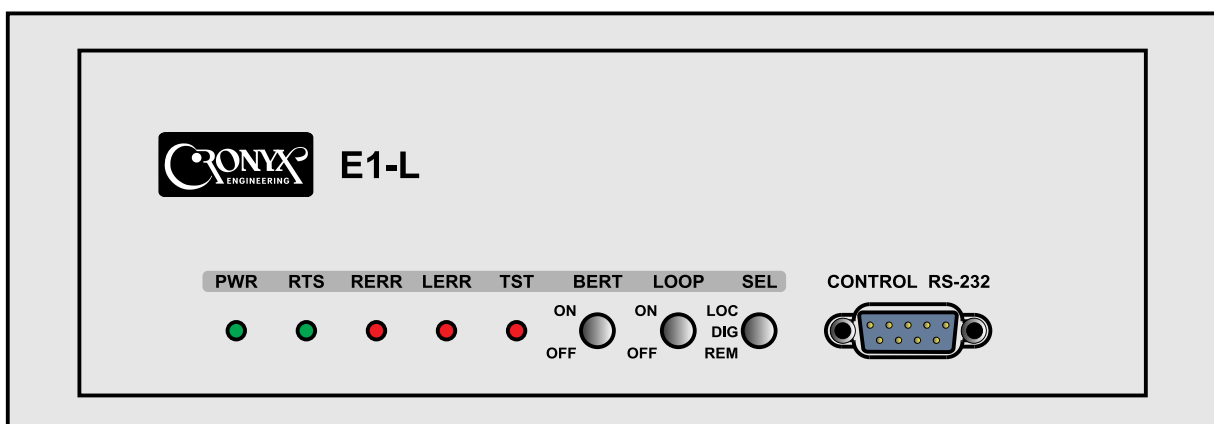 CRONYX
ENGINEERING
E1-L
PWR RTS RERR LERR TST BERT LOOP SEL CONTROL RS-232
ON ON LOC
DIG
OFF OFF REM